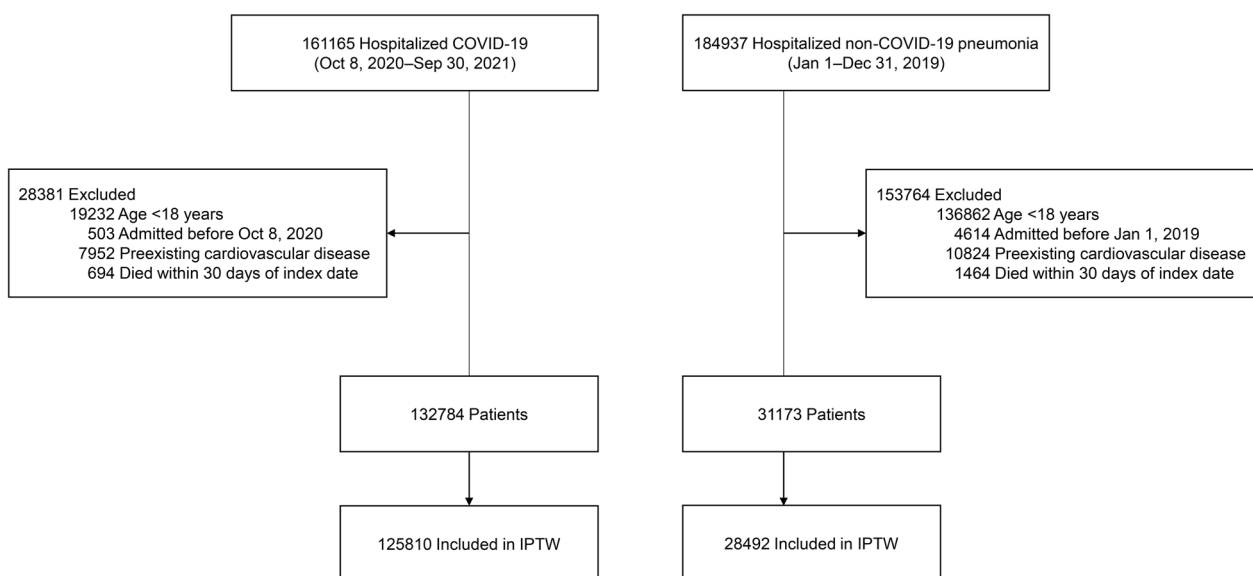 161165 Hospitalized COVID-19
(Oct 8, 2020–Sep 30, 2021)
184937 Hospitalized non-COVID-19 pneumonia
(Jan 1–Dec 31, 2019)
28381 Excluded
19232 Age <18 years
503 Admitted before Oct 8, 2020
7952 Preexisting cardiovascular disease
694 Died within 30 days of index date
153764 Excluded
136862 Age <18 years
4614 Admitted before Jan 1, 2019
10824 Preexisting cardiovascular disease
1464 Died within 30 days of index date
132784 Patients
31173 Patients
125810 Included in IPTW
28492 Included in IPTW